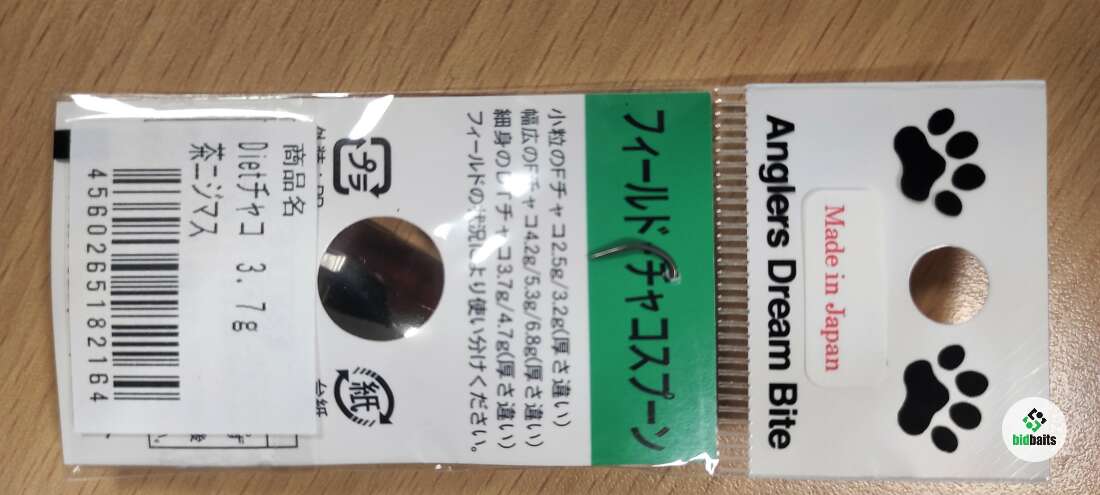 Anglers Dream Bite
Made in Japan
フィールドチャコスプーン
小粒のFチャコ2.5g/3.2g(厚さ違い)
幅広のFチャコ4.2g/5.3g/6.8g(厚さ違い)
細身の チャコ3.7g/4.7g(厚さ違い)
フィールドの状況により使い分けください。
プラ
紙
台紙
商品名
Dietチャコ 3.7g
茶ニジマス
4560265182164
bidbaits